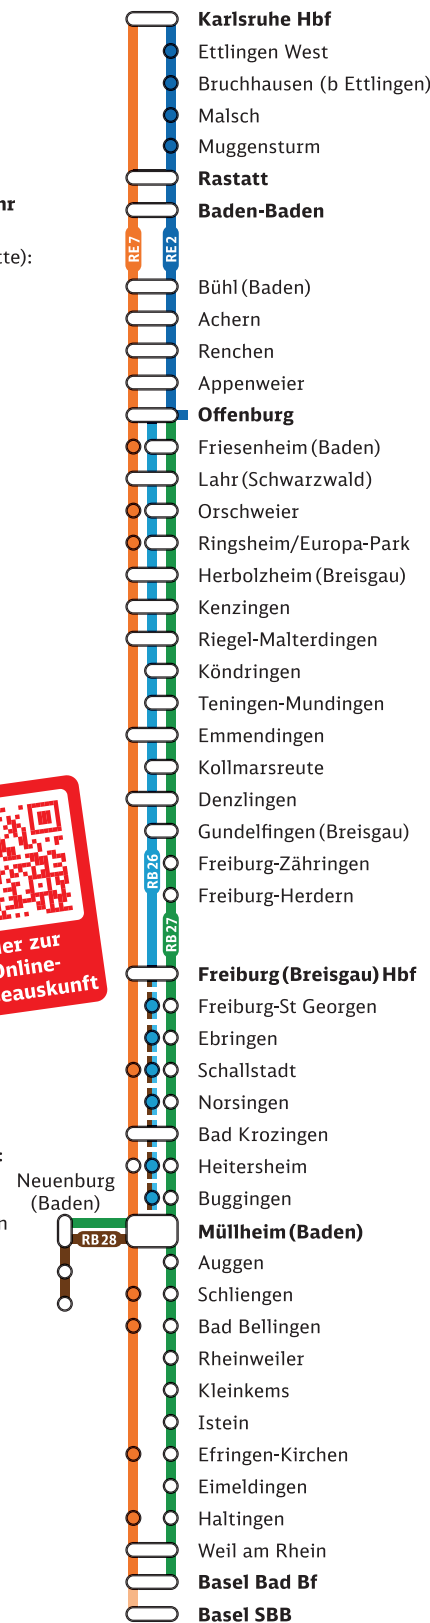 Karlsruhe Hbf
Ettlingen West
Bruchhausen (b Ettlingen)
Malsch
Muggensturm
Rastatt
Baden-Baden
RE 7
RE 2
Bühl (Baden)
Achern
Renchen
Appenweier
Offenburg
Friesenheim (Baden)
Lahr (Schwarzwald)
Orschweier
Ringsheim/Europa-Park
Herbolzheim (Breisgau)
Kenzingen
Riegel-Malterdingen
Köndringen
Teningen-Mundingen
Emmendingen
Kollmarsreute
Denzlingen
Gundelfingen (Breisgau)
RB 26
Freiburg-Zähringen
Freiburg-Herdern
RB 27
er zur
Online-
eauskunft
Freiburg (Breisgau) Hbf
Freiburg-St Georgen
Ebringen
Schallstadt
Norsingen
Bad Krozingen
Heitersheim
Buggingen
Neuenburg
(Baden)
Müllheim (Baden)
RB 28
Auggen
Schliengen
Bad Bellingen
Rheinweiler
Kleinkems
Istein
Efringen-Kirchen
Eimeldingen
Haltingen
Weil am Rhein
Basel Bad Bf
Basel SBB